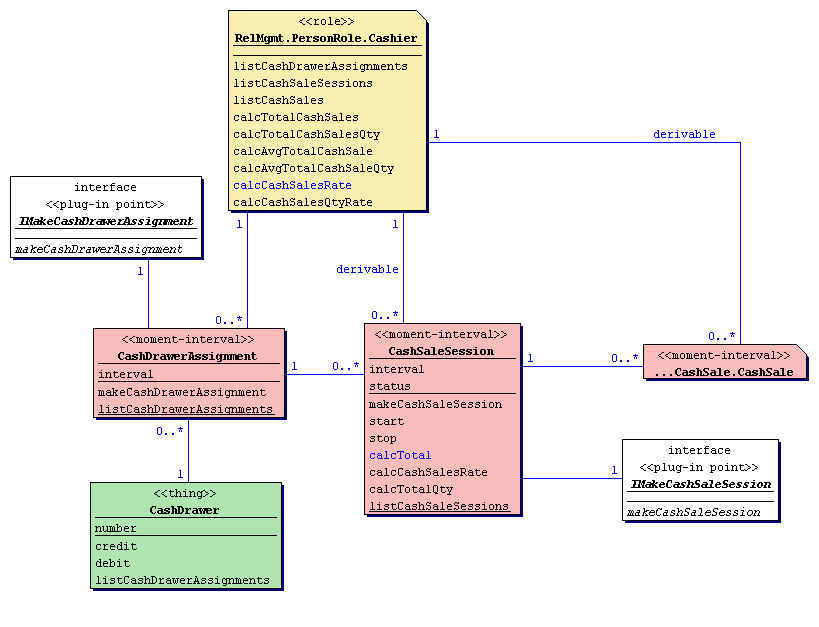 <<role>>
RelMgmt.PersonRole.Cashier
listCashDrawerAssignments
listCashSaleSessions
listCashSales
calcTotalCashSales
calcTotalCashSalesQty
calcAvgTotalCashSale
calcAvgTotalCashSaleQty
calcCashSalesRate
calcCashSalesQtyRate
1
derivable
interface
<<plug-in point>>
IMakeCashDrawerAssignment
makeCashDrawerAssignment
1
1
1
derivable
0..*
0..*
0..*
<<moment-interval>>
CashDrawerAssignment
interval
makeCashDrawerAssignment
listCashDrawerAssignments
1
0..*
<<moment-interval>>
CashSaleSession
interval
status
makeCashSaleSession
start
stop
calcTotal
calcCashSalesRate
calcTotalQty
listCashSaleSessions
1
0..*
<<moment-interval>>
...CashSale.CashSale
0..*
1
<<thing>>
CashDrawer
number
credit
debit
listCashDrawerAssignments
1
interface
<<plug-in point>>
IMakeCashSaleSession
makeCashSaleSession